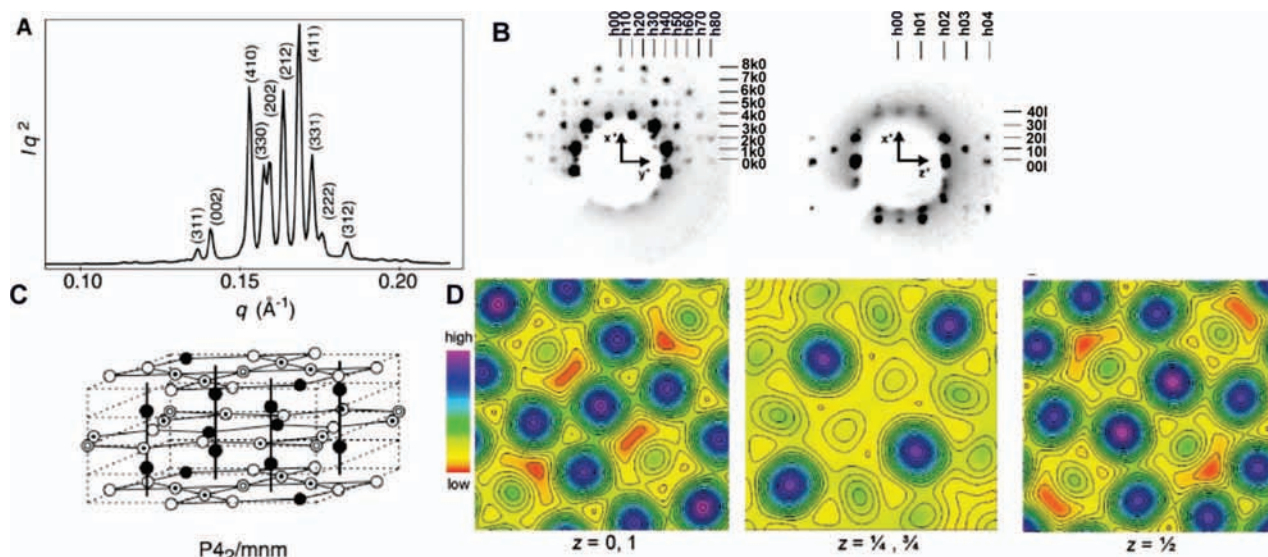 A
I q²
(311)
(002)
(410)
(330)
(202)
(212)
(411)
(331)
(222)
(312)
0.10
0.15
0.20
q (Å⁻¹)
B
h00
h10
h20
h30
h40
h50
h60
h70
h80
8k0
7k0
6k0
5k0
4k0
3k0
2k0
1k0
0k0
x*
y*
h00
h01
h02
h03
h04
40l
20l
10l
00l
x*
z*
C
P4₂/mnm
D
high
low
z = 0, 1
z = ¼ , ¾
z = ½